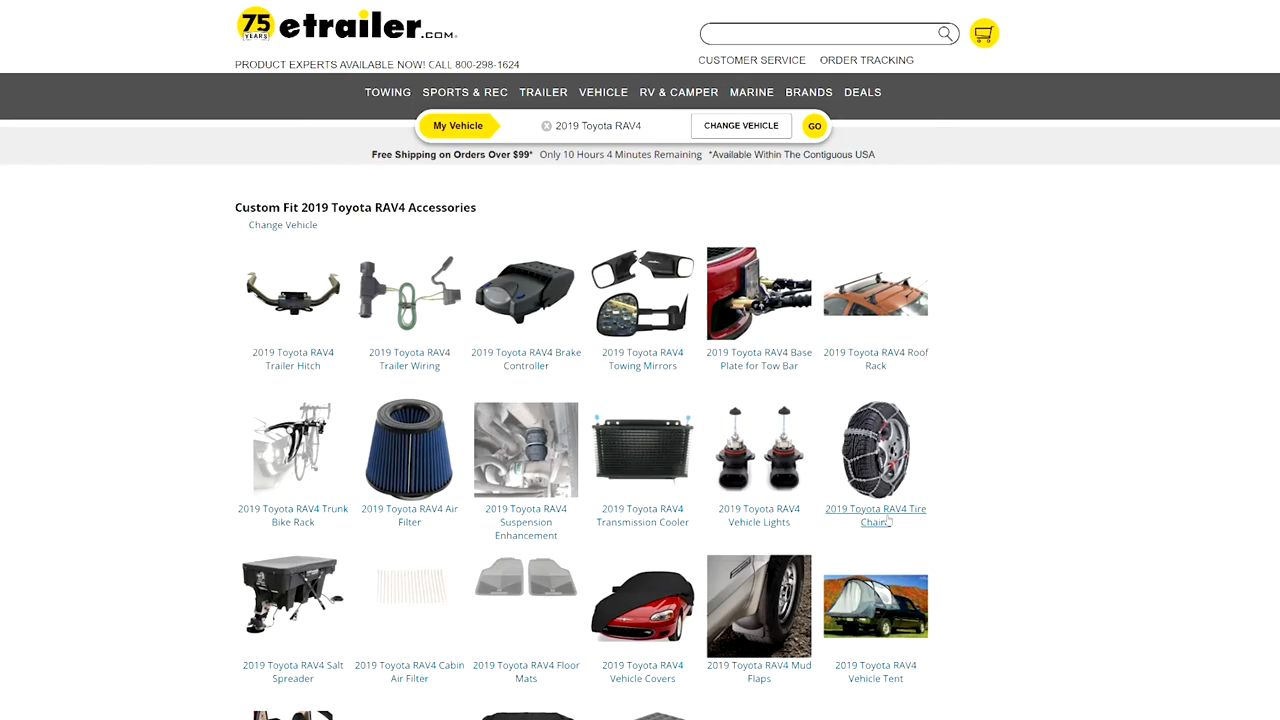 75 YEARS etrailer.COM
PRODUCT EXPERTS AVAILABLE NOW! CALL 800-298-1624
CUSTOMER SERVICE ORDER TRACKING
TOWING SPORTS & REC TRAILER VEHICLE RV & CAMPER MARINE BRANDS DEALS
My Vehicle 2019 Toyota RAV4 CHANGE VEHICLE GO
Free Shipping on Orders Over $99* Only 10 Hours 4 Minutes Remaining *Available Within The Contiguous USA
Custom Fit 2019 Toyota RAV4 Accessories
Change Vehicle
2019 Toyota RAV4
Trailer Hitch
2019 Toyota RAV4
Trailer Wiring
2019 Toyota RAV4 Brake
Controller
2019 Toyota RAV4
Towing Mirrors
2019 Toyota RAV4 Base
Plate for Tow Bar
2019 Toyota RAV4 Roof
Rack
2019 Toyota RAV4 Trunk
Bike Rack
2019 Toyota RAV4 Air
Filter
2019 Toyota RAV4
Suspension
Enhancement
2019 Toyota RAV4
Transmission Cooler
2019 Toyota RAV4
Vehicle Lights
2019 Toyota RAV4 Tire
Chains
2019 Toyota RAV4 Salt
Spreader
2019 Toyota RAV4 Cabin
Air Filter
2019 Toyota RAV4 Floor
Mats
2019 Toyota RAV4
Vehicle Covers
2019 Toyota RAV4 Mud
Flaps
2019 Toyota RAV4
Vehicle Tent